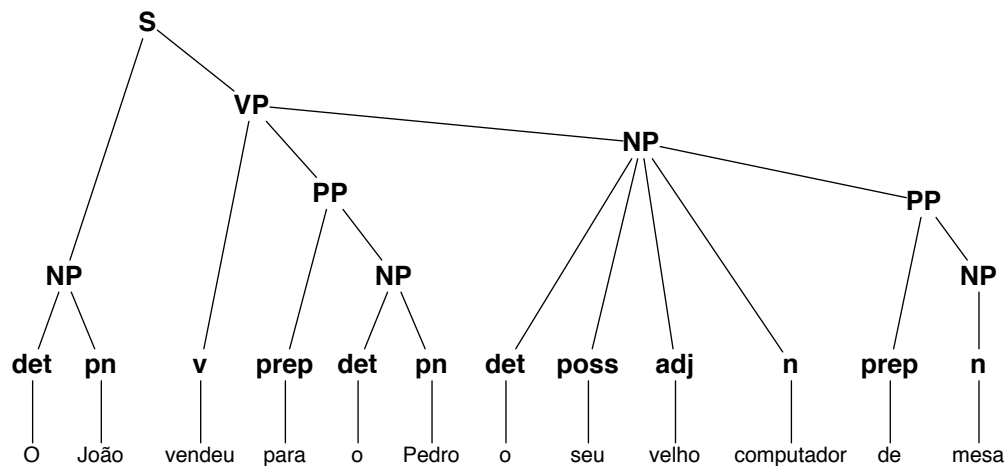 S
VP
NP
PP PP
NP NP NP
det pn v prep det pn det poss adj n prep n
O João vendeu para o Pedro o seu velho computador de mesa